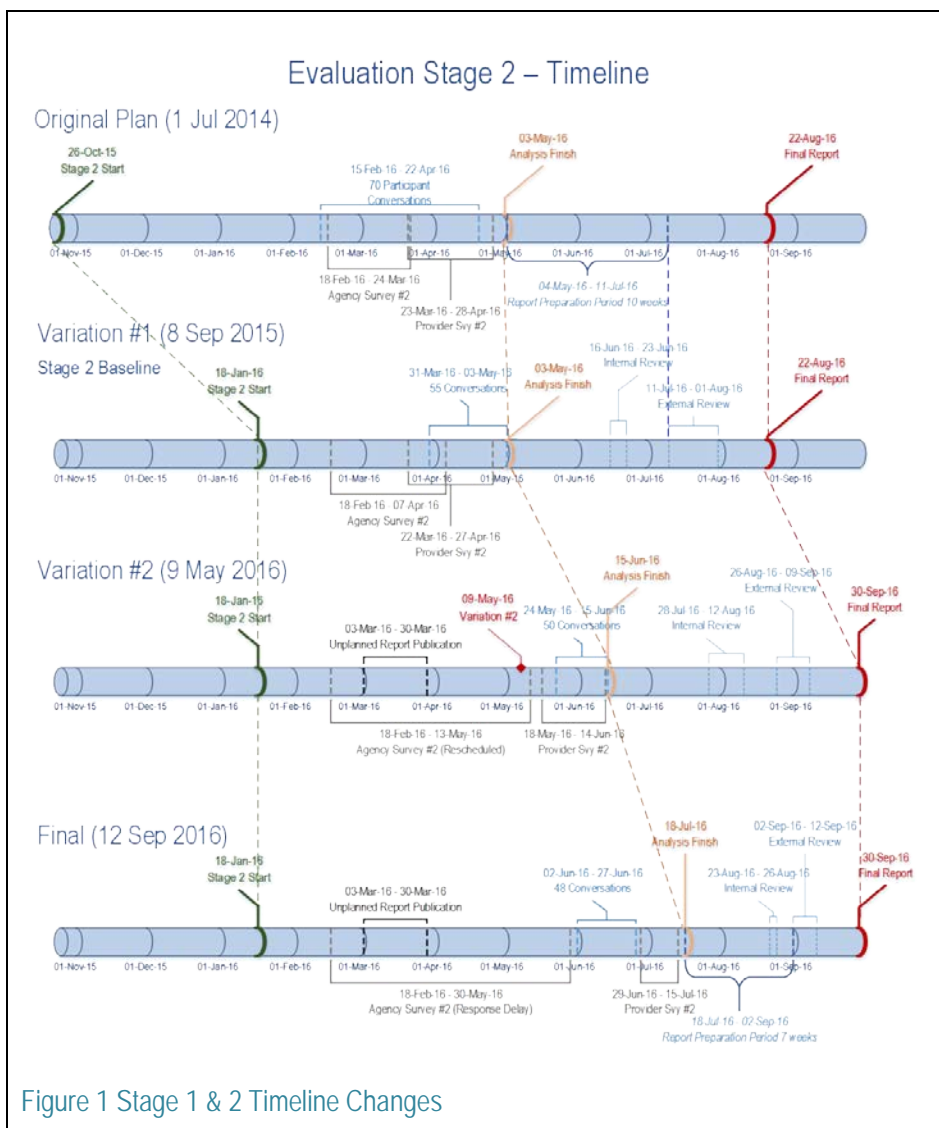 Evaluation Stage 2 – Timeline
Original Plan (1 Jul 2014)
26-Oct-15
Stage 2 Start
15-Feb-16 - 22-Apr-16
70 Participant
Conversations
03-May-16
Analysis Finish
22-Aug-16
Final Report
01-Nov-15 01-Dec-15 01-Jan-16 01-Feb-16 01-Mar-16 01-Apr-16 01-May-16 01-Jun-16 01-Jul-16 01-Aug-16 01-Sep-16
18-Feb-16 - 24-Mar-16
Agency Survey #2
23-Mar-16 - 28-Apr-16
Provider Svy #2
04-May-16 - 11-Jul-16
Report Preparation Period 10 weeks
Variation #1 (8 Sep 2015)
Stage 2 Baseline
18-Jan-16
Stage 2 Start
31-Mar-16 - 03-May-16
55 Conversations
03-May-16
Analysis Finish
16-Jun-16 - 23-Jun-16
Internal Review
11-Jul-16 - 01-Aug-16
External Review
22-Aug-16
Final Report
01-Nov-15 01-Dec-15 01-Jan-16 01-Feb-16 01-Mar-16 01-Apr-16 01-May-16 01-Jun-16 01-Jul-16 01-Aug-16 01-Sep-16
18-Feb-16 - 07-Apr-16
Agency Survey #2
22-Mar-16 - 27-Apr-16
Provider Svy #2
Variation #2 (9 May 2016)
18-Jan-16
Stage 2 Start
03-Mar-16 - 30-Mar-16
Unplanned Report Publication
09-May-16
Variation #2
24-May-16 - 15-Jun-16
50 Conversations
15-Jun-16
Analysis Finish
28-Jul-16 - 12-Aug-16
Internal Review
26-Aug-16 - 09-Sep-16
External Review
30-Sep-16
Final Report
01-Nov-15 01-Dec-15 01-Jan-16 01-Feb-16 01-Mar-16 01-Apr-16 01-May-16 01-Jun-16 01-Jul-16 01-Aug-16 01-Sep-16
18-Feb-16 - 13-May-16
Agency Survey #2 (Rescheduled)
18-May-16 - 14-Jun-16
Provider Svy #2
Final (12 Sep 2016)
18-Jan-16
Stage 2 Start
03-Mar-16 - 30-Mar-16
Unplanned Report Publication
02-Jun-16 - 27-Jun-16
48 Conversations
18-Jul-16
Analysis Finish
23-Aug-16 - 26-Aug-16
Internal Review
02-Sep-16 - 12-Sep-16
External Review
30-Sep-16
Final Report
01-Nov-15 01-Dec-15 01-Jan-16 01-Feb-16 01-Mar-16 01-Apr-16 01-May-16 01-Jun-16 01-Jul-16 01-Aug-16 01-Sep-16
18-Feb-16 - 30-May-16
Agency Survey #2 (Response Delay)
29-Jun-16 - 15-Jul-16
Provider Svy #2
18-Jul-16 - 02-Sep-16
Report Preparation Period 7 weeks
Figure 1 Stage 1 & 2 Timeline Changes